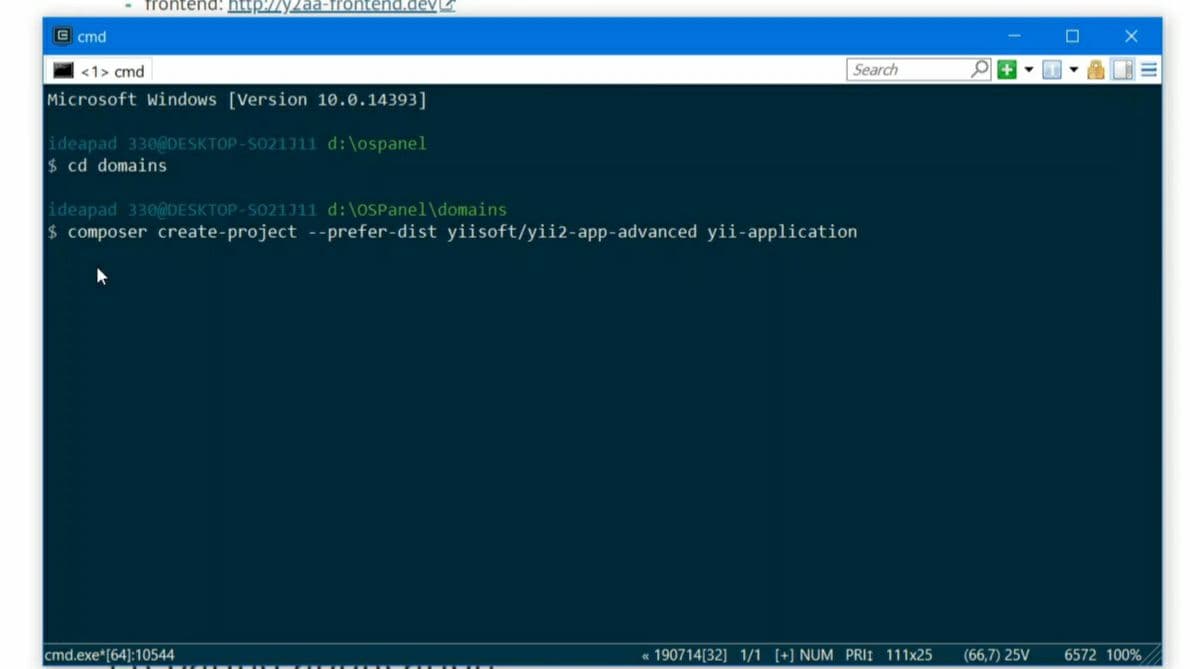 frontend: http://y2aa-frontend.dev
cmd
<1> cmd
Search
Microsoft Windows [Version 10.0.14393]
ideapad 330@DESKTOP-SO21J11 d:\ospanel
$ cd domains
ideapad 330@DESKTOP-SO21J11 d:\OSPanel\domains
$ composer create-project --prefer-dist yiisoft/yii2-app-advanced yii-application
cmd.exe*[64]:10544
« 190714[32] 1/1 [+] NUM PRI↕ 111x25 (66,7) 25V 6572 100%